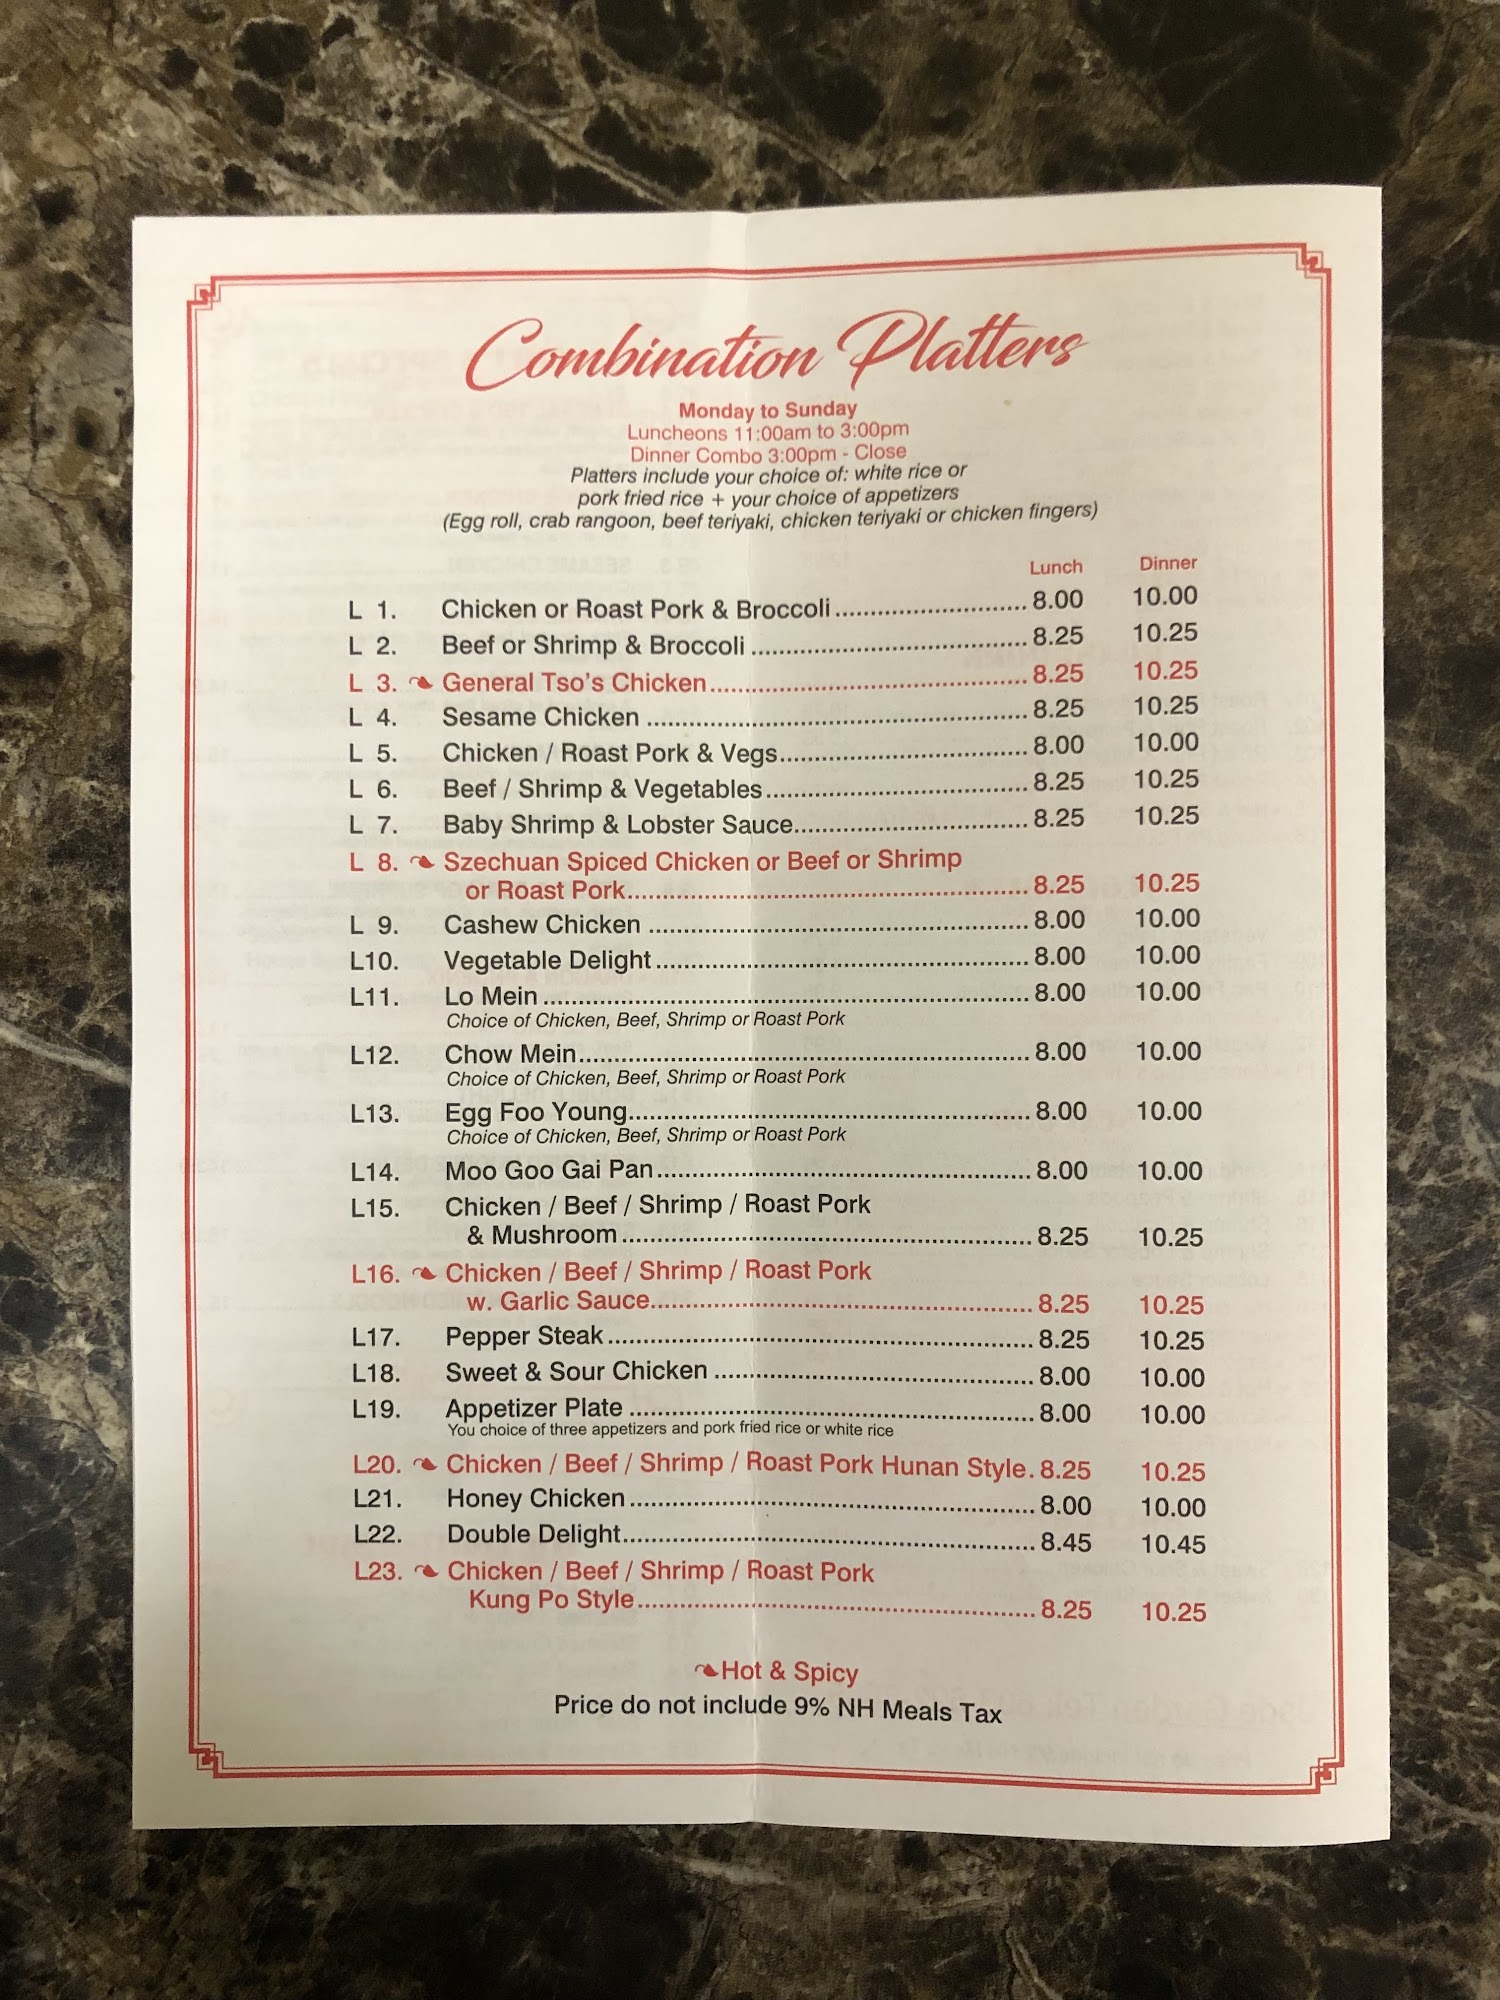 Combination Platters
Monday to Sunday
Luncheons 11:00am to 3:00pm
Dinner Combo 3:00pm - Close
Platters include your choice of: white rice or
pork fried rice + your choice of appetizers
(Egg roll, crab rangoon, beef teriyaki, chicken teriyaki or chicken fingers)
Lunch Dinner
L 1. Chicken or Roast Pork & Broccoli 8.00 10.00
L 2. Beef or Shrimp & Broccoli 8.25 10.25
L 3. General Tso's Chicken 8.25 10.25
L 4. Sesame Chicken 8.25 10.25
L 5. Chicken / Roast Pork & Vegs 8.00 10.00
L 6. Beef / Shrimp & Vegetables 8.25 10.25
L 7. Baby Shrimp & Lobster Sauce 8.25 10.25
L 8. Szechuan Spiced Chicken or Beef or Shrimp
or Roast Pork 8.25 10.25
L 9. Cashew Chicken 8.00 10.00
L10. Vegetable Delight 8.00 10.00
L11. Lo Mein 8.00 10.00
Choice of Chicken, Beef, Shrimp or Roast Pork
L12. Chow Mein 8.00 10.00
Choice of Chicken, Beef, Shrimp or Roast Pork
L13. Egg Foo Young 8.00 10.00
Choice of Chicken, Beef, Shrimp or Roast Pork
L14. Moo Goo Gai Pan 8.00 10.00
L15. Chicken / Beef / Shrimp / Roast Pork
& Mushroom 8.25 10.25
L16. Chicken / Beef / Shrimp / Roast Pork
w. Garlic Sauce 8.25 10.25
L17. Pepper Steak 8.25 10.25
L18. Sweet & Sour Chicken 8.00 10.00
L19. Appetizer Plate 8.00 10.00
You choice of three appetizers and pork fried rice or white rice
L20. Chicken / Beef / Shrimp / Roast Pork Hunan Style. 8.25 10.25
L21. Honey Chicken 8.00 10.00
L22. Double Delight 8.45 10.45
L23. Chicken / Beef / Shrimp / Roast Pork
Kung Po Style 8.25 10.25
Hot & Spicy
Price do not include 9% NH Meals Tax